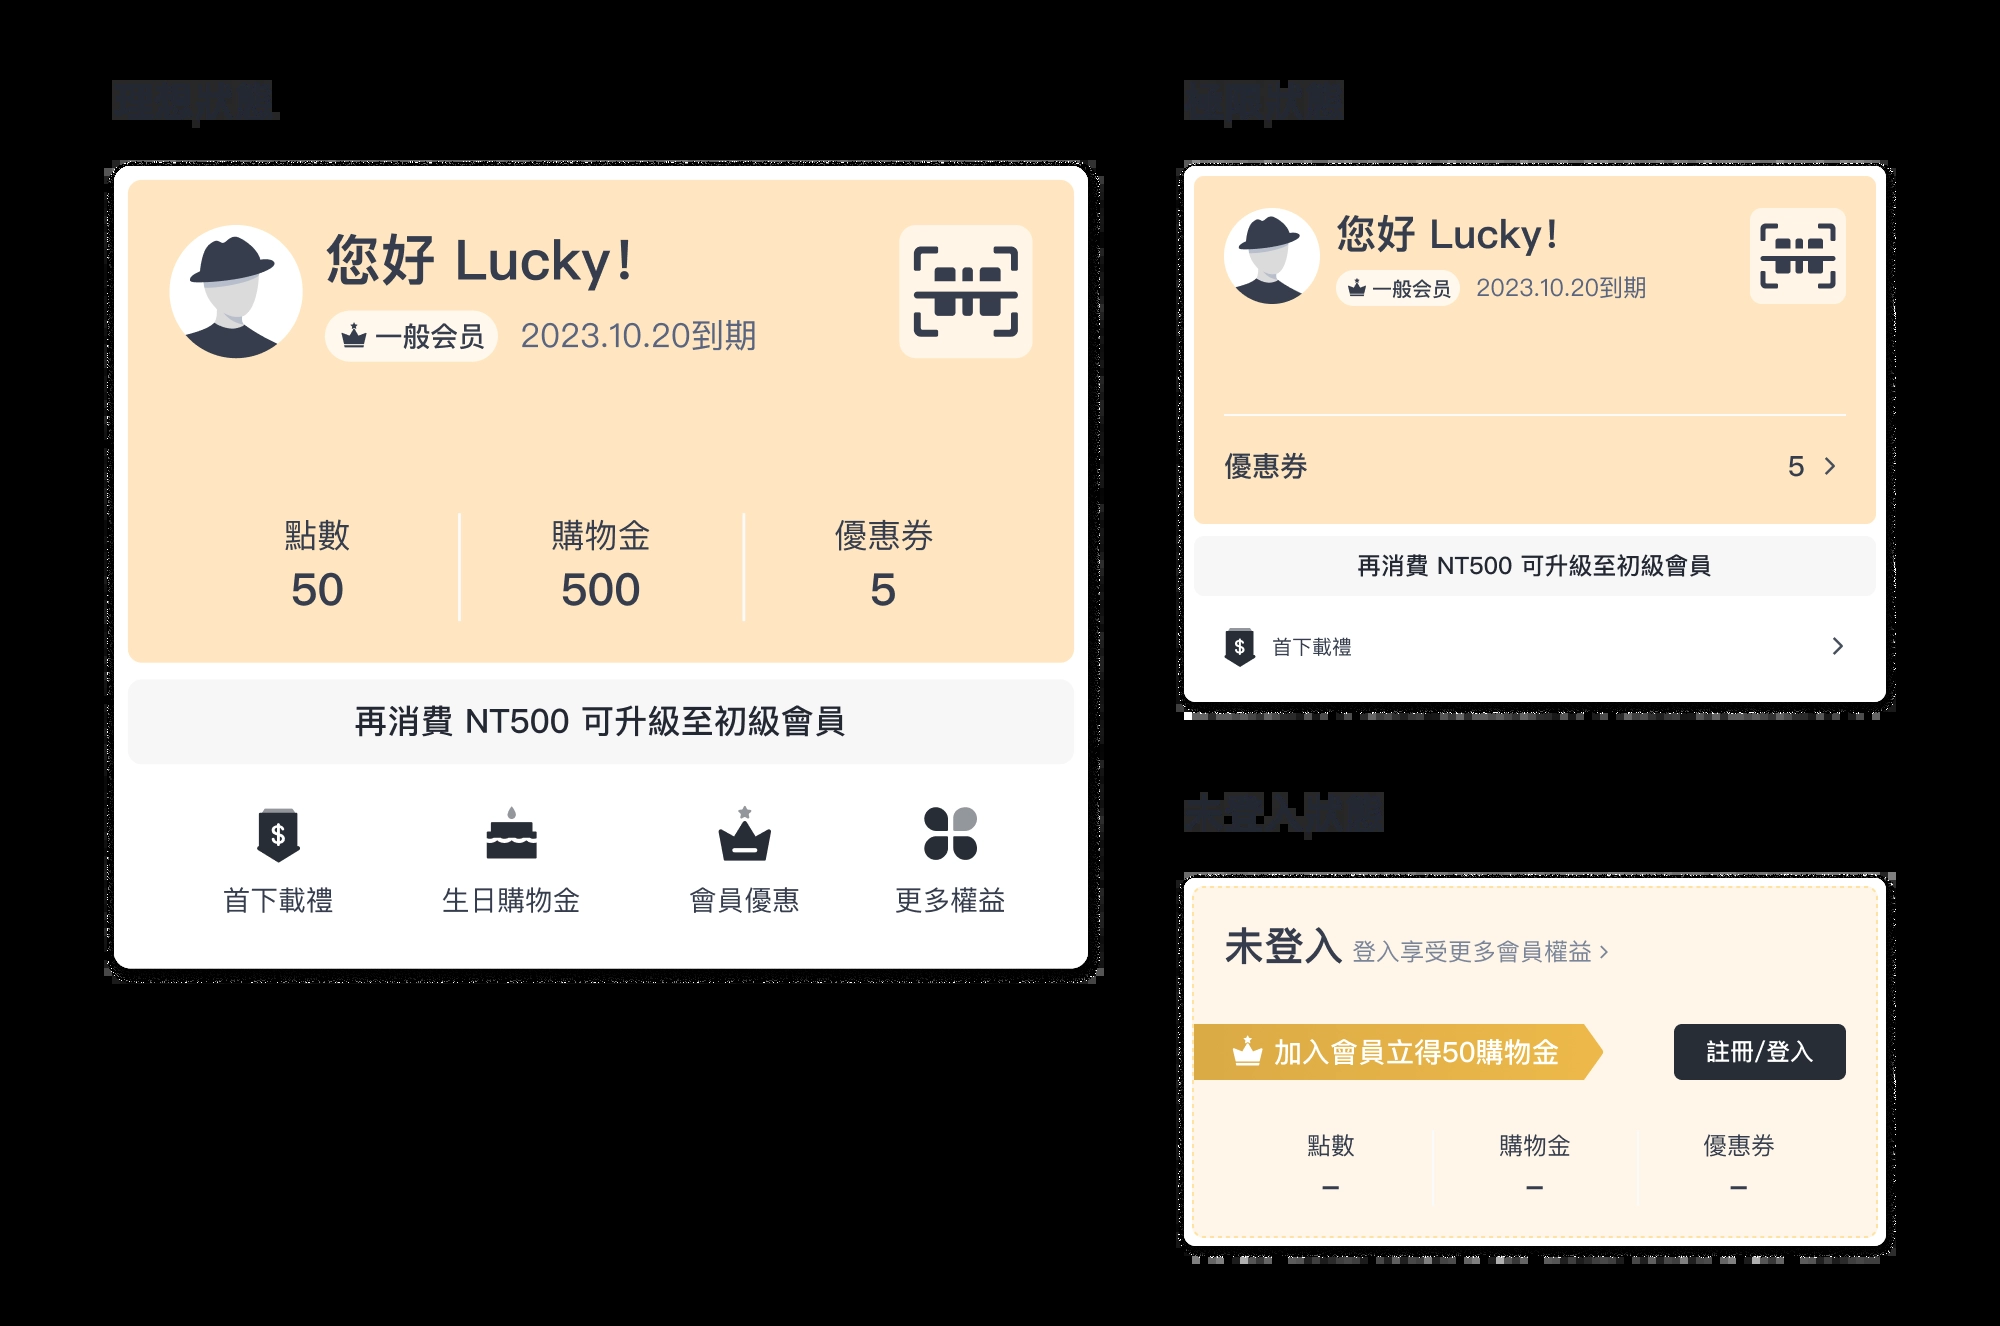 您好 Lucky!
一般会员 2023.10.20到期
點數 購物金 優惠券
50 500 5
再消費 NT500 可升級至初級會員
$
首下載禮 生日購物金 會員優惠 更多權益
您好 Lucky!
一般会员 2023.10.20到期
優惠券 5
再消費 NT500 可升級至初級會員
$ 首下載禮
未登入 登入享受更多會員權益
加入會員立得50購物金 註冊/登入
點數 購物金 優惠券
– – –